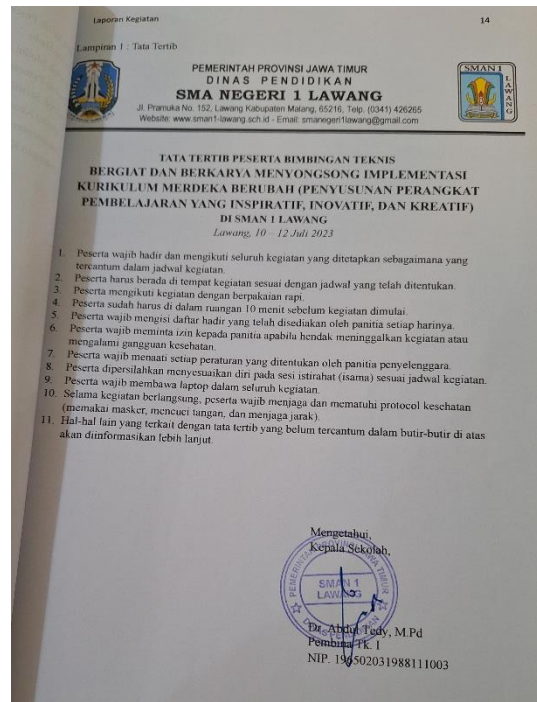 Laporan Kegiatan 14
Lampiran 1 : Tata Tertib
PEMERINTAH PROVINSI JAWA TIMUR
DINAS PENDIDIKAN
SMA NEGERI 1 LAWANG
Jl. Pramuka No. 152, Lawang Kabupaten Malang, 65216, Telp. (0341) 426265
Website: www.sman1-lawang.sch.id - Email: smanegeri1lawang@gmail.com
SMAN 1
LAWANG
TATA TERTIB PESERTA BIMBINGAN TEKNIS
BERGIAT DAN BERKARYA MENYONGSONG IMPLEMENTASI
KURIKULUM MERDEKA BERUBAH (PENYUSUNAN PERANGKAT
PEMBELAJARAN YANG INSPIRATIF, INOVATIF, DAN KREATIF)
DI SMAN 1 LAWANG
Lawang, 10 – 12 Juli 2023
1. Peserta wajib hadir dan mengikuti seluruh kegiatan yang ditetapkan sebagaimana yang
tercantum dalam jadwal kegiatan.
2. Peserta harus berada di tempat kegiatan sesuai dengan jadwal yang telah ditentukan.
3. Peserta mengikuti kegiatan dengan berpakaian rapi.
4. Peserta sudah harus di dalam ruangan 10 menit sebelum kegiatan dimulai.
5. Peserta wajib mengisi daftar hadir yang telah disediakan oleh panitia setiap harinya.
6. Peserta wajib meminta izin kepada panitia apabila hendak meninggalkan kegiatan atau
mengalami gangguan kesehatan.
7. Peserta wajib menaati setiap peraturan yang ditentukan oleh panitia penyelenggara.
8. Peserta dipersilahkan menyesuaikan diri pada sesi istirahat (isama) sesuai jadwal kegiatan.
9. Peserta wajib membawa laptop dalam seluruh kegiatan.
10. Selama kegiatan berlangsung, peserta wajib menjaga dan mematuhi protocol kesehatan
(memakai masker, mencuci tangan, dan menjaga jarak).
11. Hal-hal lain yang terkait dengan tata tertib yang belum tercantum dalam butir-butir di atas
akan diinformasikan lebih lanjut.
Mengetahui,
Kepala Sekolah,
PEMERINTAH PROVINSI JAWA TIMUR
SMAN 1
LAWANG
DINAS PENDIDIKAN
Dr. Abdul Tedy, M.Pd
Pembina Tk. I
NIP. 196502031988111003